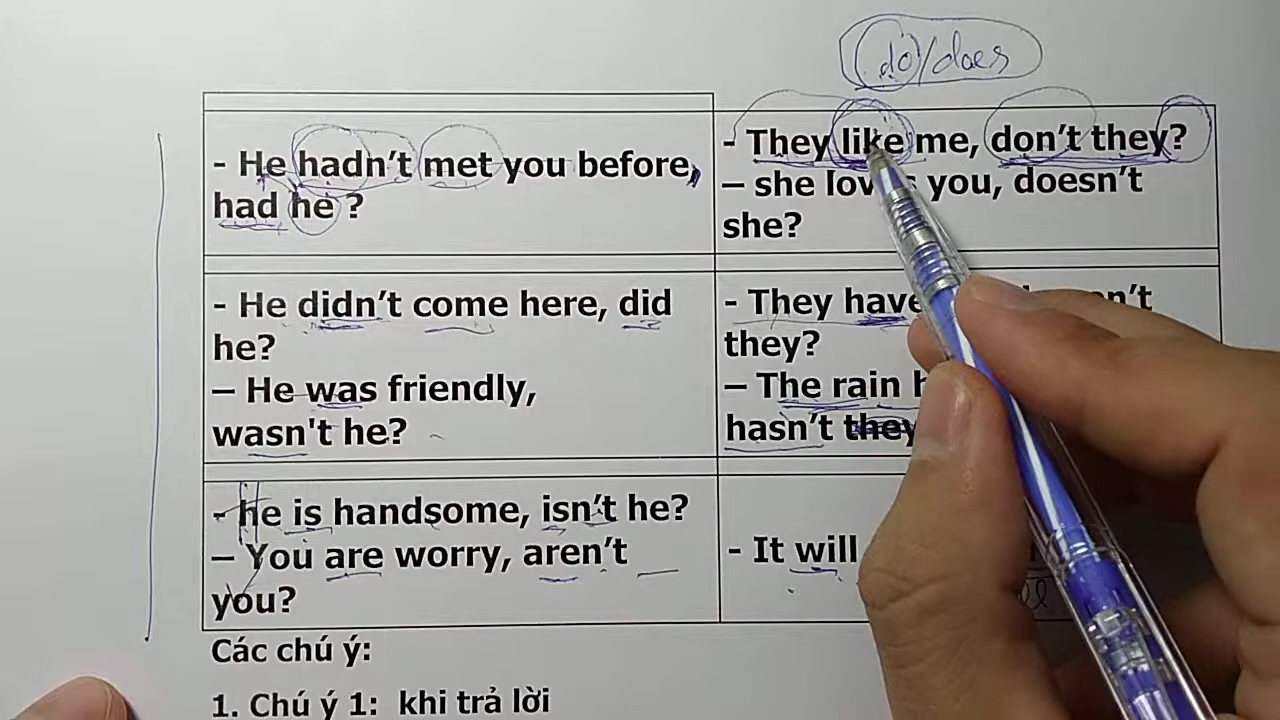 do/does
- He hadn't met you before,
had he ?
- They like me, don't they?
– she loves you, doesn't
she?
- He didn't come here, did
he?
– He was friendly,
wasn't he?
- They have
they?
– The rain
hasn't they
- he is handsome, isn't he?
– You are worry, aren't
you?
- It will
Các chú ý:
1. Chú ý 1: khi trả lời